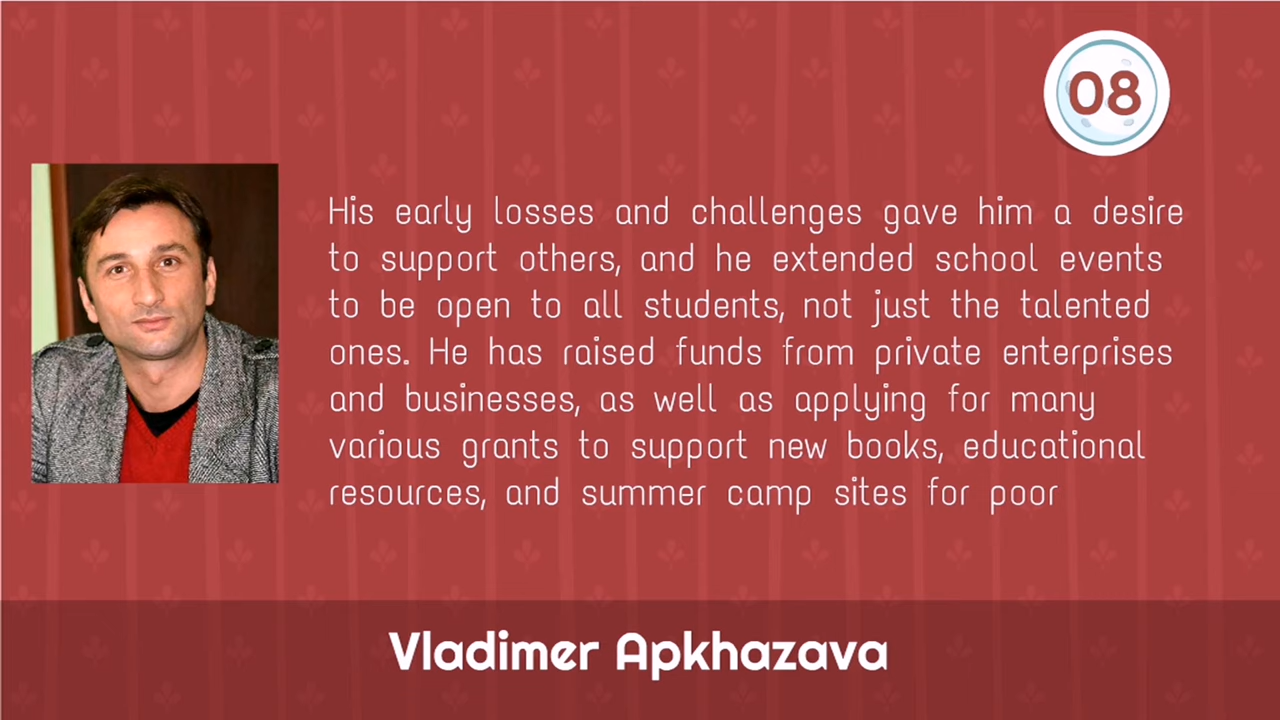 08
His early losses and challenges gave him a desire
to support others, and he extended school events
to be open to all students, not just the talented
ones. He has raised funds from private enterprises
and businesses, as well as applying for many
various grants to support new books, educational
resources, and summer camp sites for poor
Vladimer Apkhazava